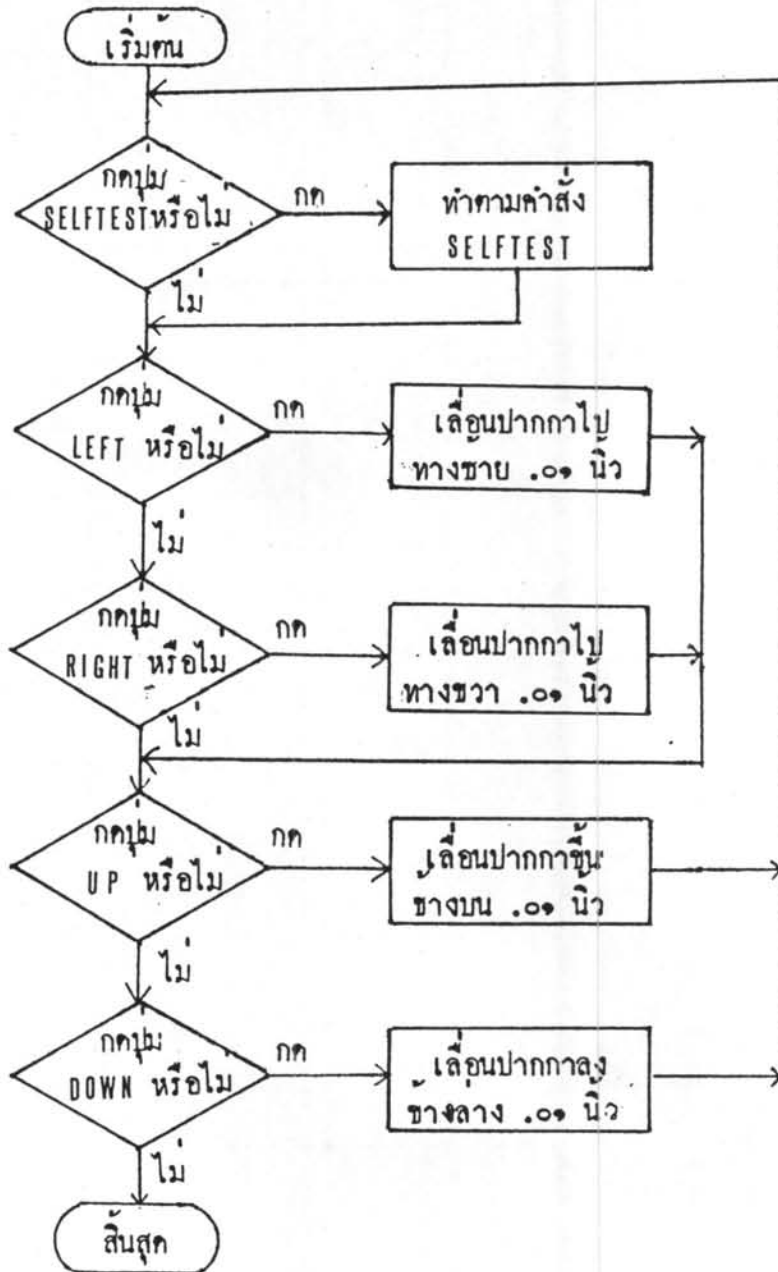 เริ่มต้น
กดปุ่ม
SELFTESTหรือไม่
กด
ทำตามคำสั่ง
SELFTEST
ไม่
กดปุ่ม
LEFT หรือไม่
กด
เลื่อนปากกาไป
ทางซ้าย .๐๑ นิ้ว
ไม่
กดปุ่ม
RIGHT หรือไม่
กด
เลื่อนปากกาไป
ทางขวา .๐๑ นิ้ว
ไม่
กดปุ่ม
UP หรือไม่
กด
เลื่อนปากกาขึ้น
ข้างบน .๐๑ นิ้ว
ไม่
กดปุ่ม
DOWN หรือไม่
กด
เลื่อนปากกาลง
ข้างล่าง .๐๑ นิ้ว
ไม่
สิ้นสุด